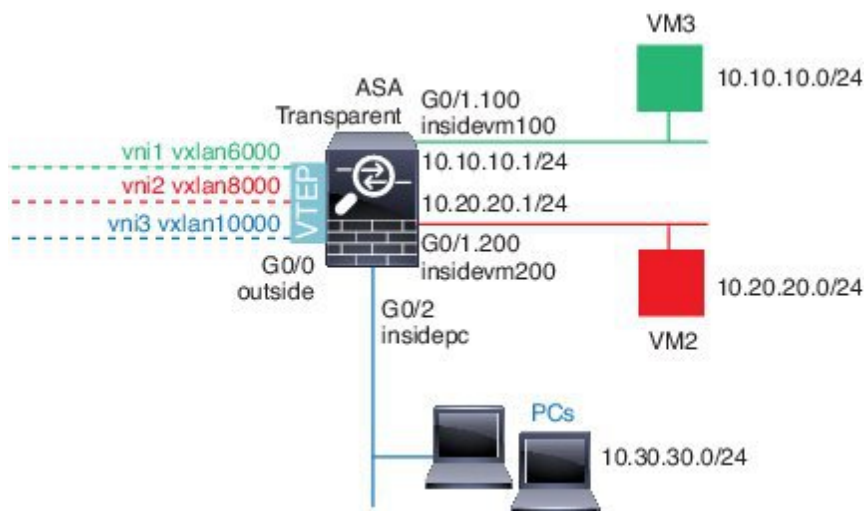 VM3
10.10.10.0/24
ASA
Transparent
G0/1.100
insidevm100
10.10.10.1/24
vni1 vxlan6000
vni2 vxlan8000
vni3 vxlan10000
VTEP
10.20.20.1/24
G0/1.200
insidevm200
G0/0
outside
10.20.20.0/24
VM2
G0/2
insidepc
PCs
10.30.30.0/24